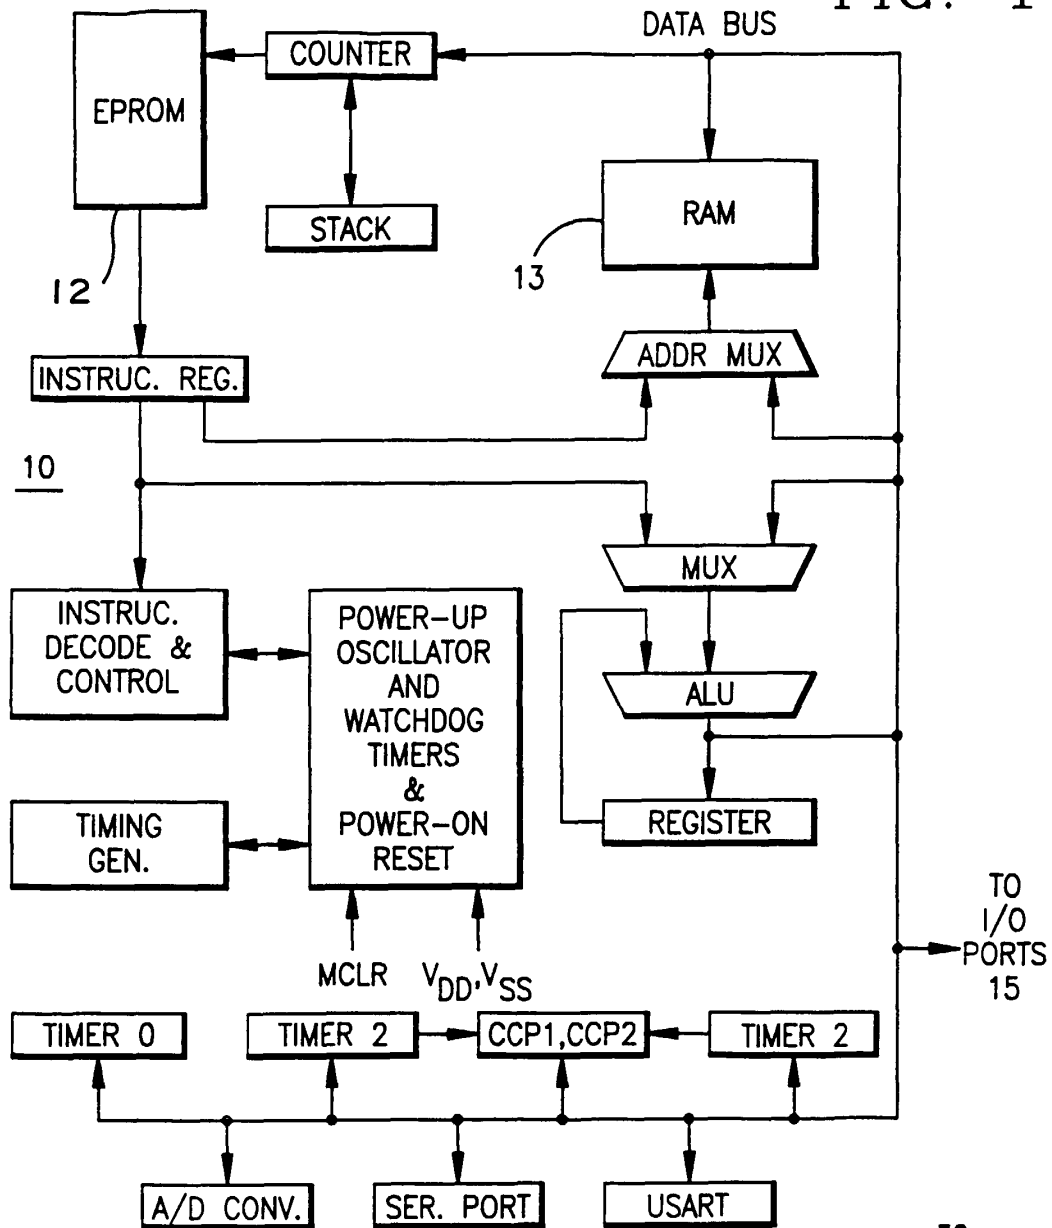 FIG. 1
DATA BUS
COUNTER
EPROM
STACK
RAM
12
13
ADDR MUX
INSTRUC. REG.
10
MUX
INSTRUC.
DECODE &
CONTROL
POWER-UP
OSCILLATOR
AND
WATCHDOG
TIMERS
&
POWER-ON
RESET
ALU
TIMING
GEN.
REGISTER
TO
I/O
PORTS
15
MCLR
VDD,VSS
TIMER 0
TIMER 2
CCP1,CCP2
TIMER 2
A/D CONV.
SER. PORT
USART